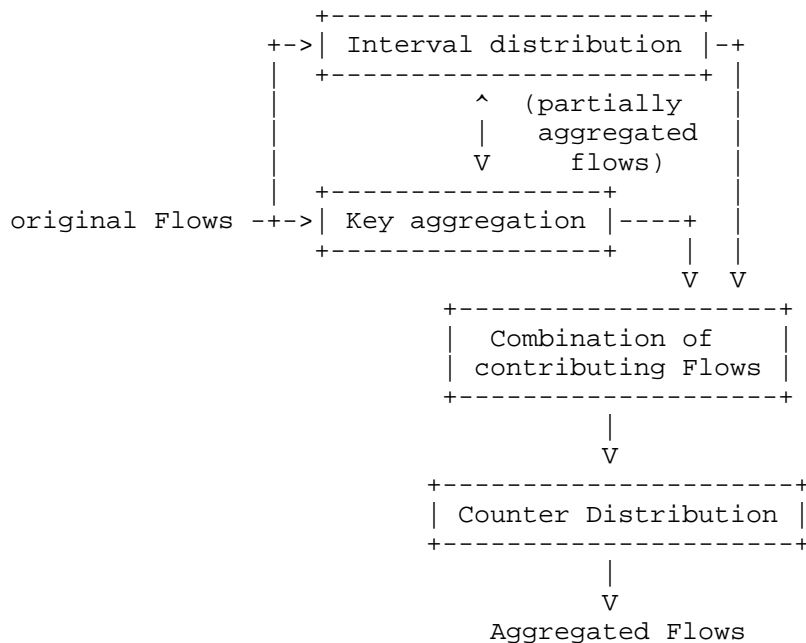 Interval distribution
(partially
aggregated
flows)
original Flows
Key aggregation
Combination of
contributing Flows
Counter Distribution
Aggregated Flows